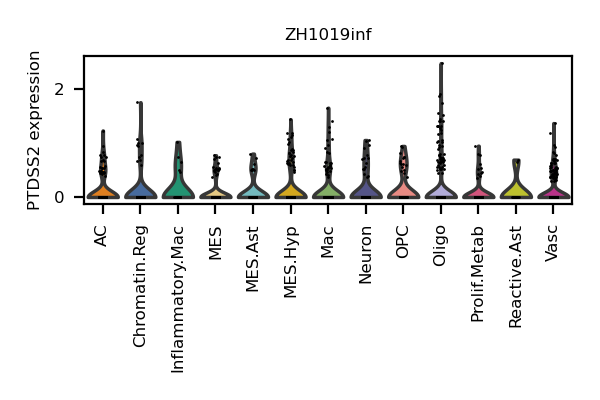 ZH1019inf
PTDSS2 expression
2
0
AC
Chromatin.Reg
Inflammatory.Mac
MES
MES.Ast
MES.Hyp
Mac
Neuron
OPC
Oligo
Prolif.Metab
Reactive.Ast
Vasc